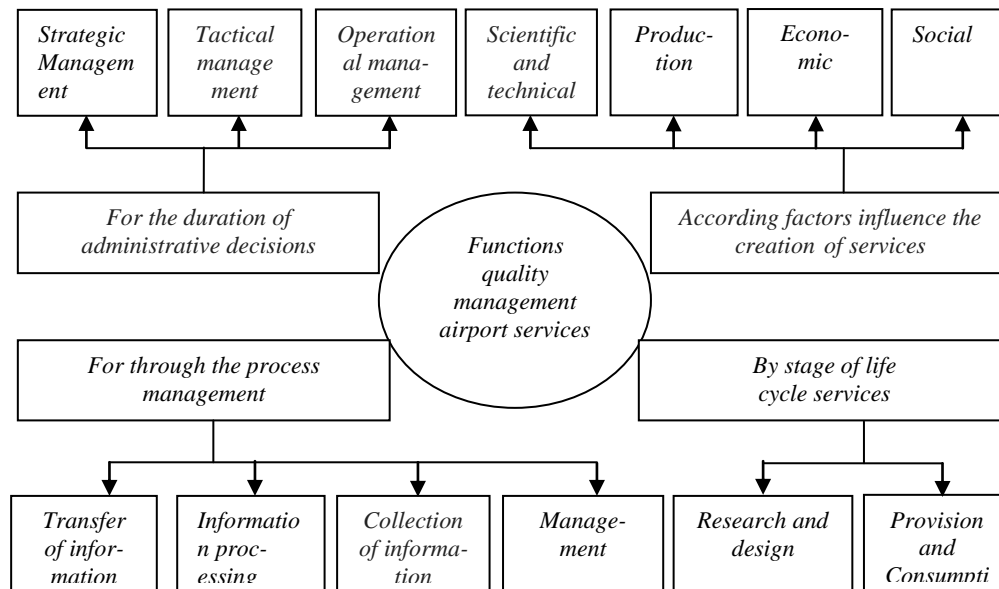 Strategic
Managem
ent
Tactical
manage
ment
Operation
al mana-
gement
Scientific
and
technical
Produc-
tion
Econo-
mic
Social
For the duration of
administrative decisions
According factors influence the
creation of services
Functions
quality
management
airport services
For through the process
management
By stage of life
cycle services
Transfer
of infor-
mation
Informatio
n proc-
essing
Collection
of informa-
tion
Manage-
ment
Research and
design
Provision
and
Consumpti